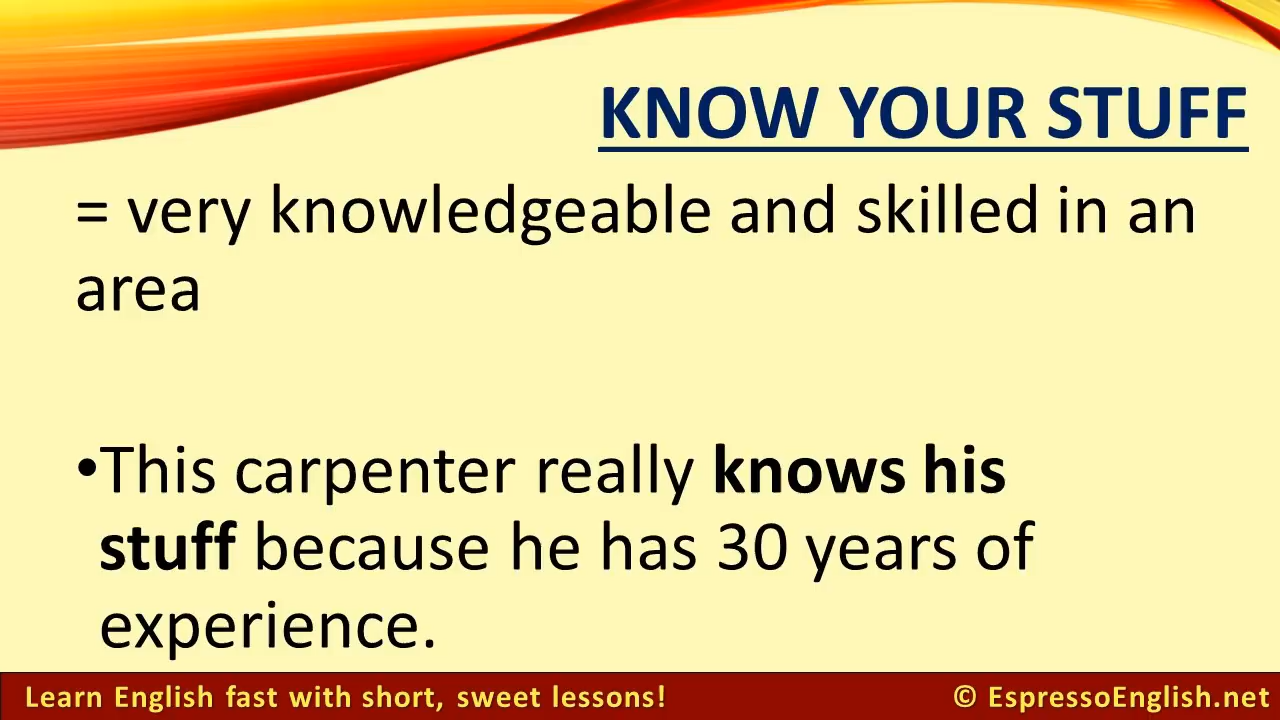 KNOW YOUR STUFF
= very knowledgeable and skilled in an
area
•This carpenter really knows his
stuff because he has 30 years of
experience.
Learn English fast with short, sweet lessons!
© EspressoEnglish.net